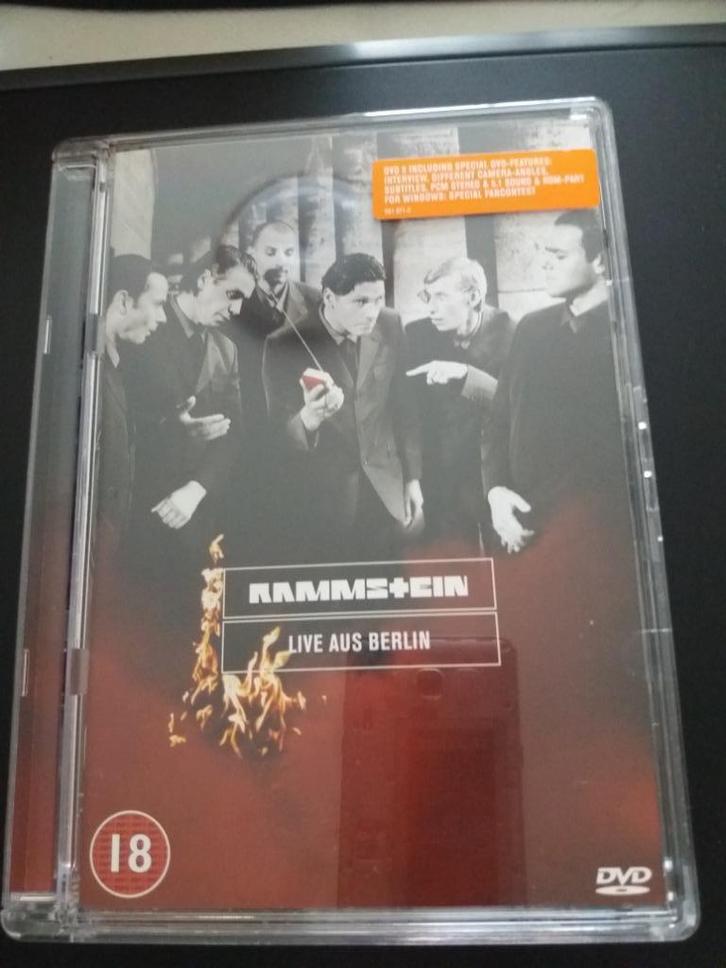 DVD 9 INCLUDING SPECIAL DVD-FEATURES:
INTERVIEW, DIFFERENT CAMERA-ANGLES,
SUBTITLES, PCM STEREO & 5.1 SOUND & ROM-PART
FOR WINDOWS: SPECIAL FANCONTEST
RAMMSTEIN
LIVE AUS BERLIN
18
DVD